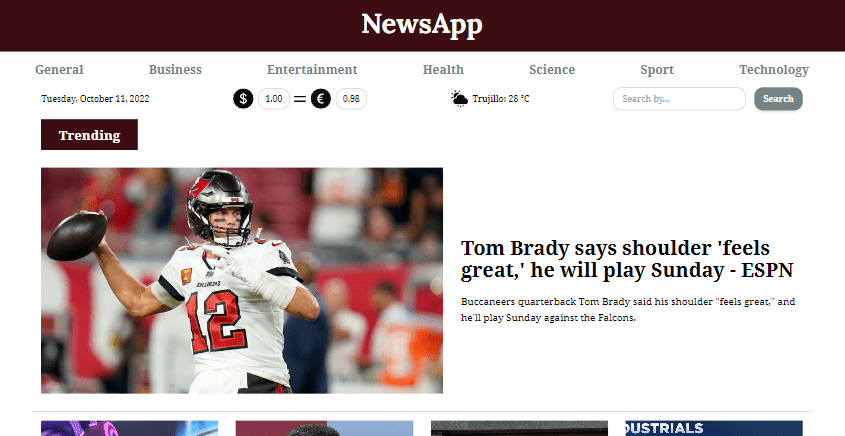 NewsApp
General Business Entertainment Health Science Sport Technology
Tuesday, October 11, 2022 $ 1.00 = € 0.98 Trujillo: 28 °C Search by... Search
Trending
12
Tom Brady says shoulder 'feels
great,' he will play Sunday - ESPN
Buccaneers quarterback Tom Brady said his shoulder "feels great," and
he'll play Sunday against the Falcons.
DUSTRIALS